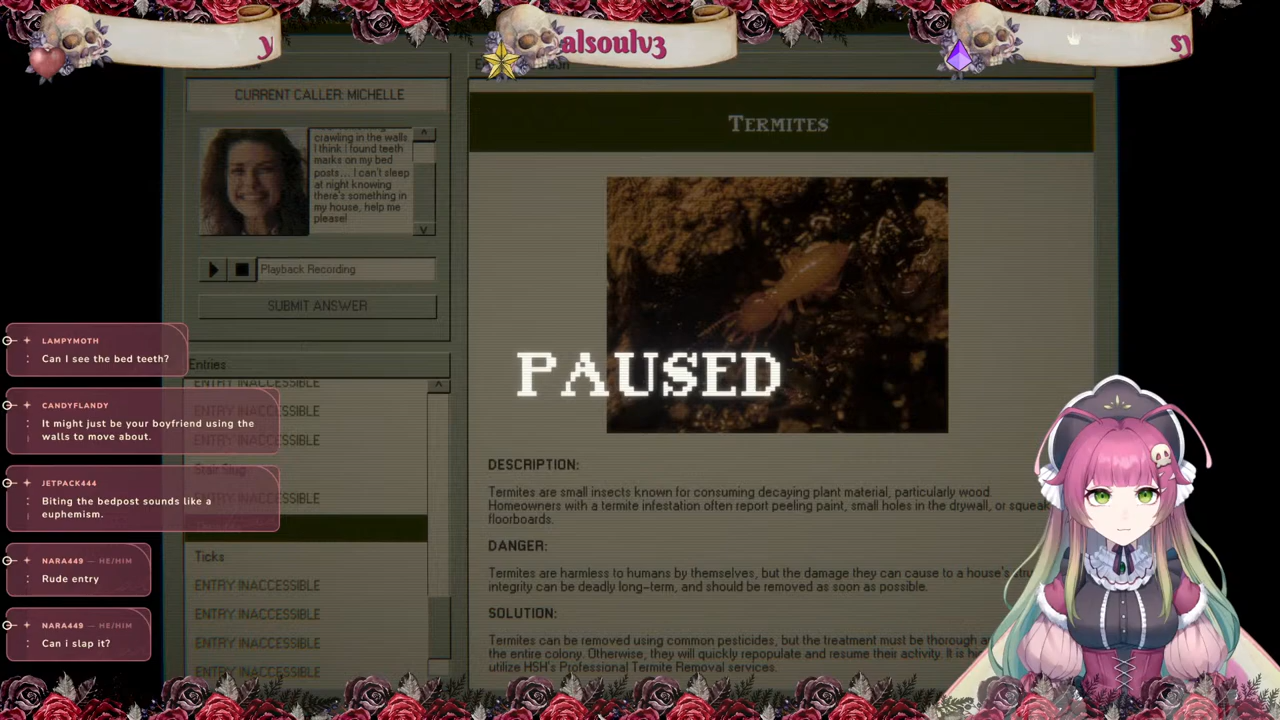 y
alsoulv3
sy
CURRENT CALLER: MICHELLE
crawling in the walls
I think I found teeth
marks on my bed
posts... I can't sleep
at night knowing
there's something in
my house, help me
please!
Playback Recording
SUBMIT ANSWER
Entries
ENTRY INACCESSIBLE
ENTRY INACCESSIBLE
ENTRY INACCESSIBLE
Stair Slug
ENTRY INACCESSIBLE
Ticks
ENTRY INACCESSIBLE
ENTRY INACCESSIBLE
ENTRY INACCESSIBLE
ENTRY INACCESSIBLE
TERMITES
PAUSED
DESCRIPTION:
Termites are small insects known for consuming decaying plant material, particularly wood.
Homeowners with a termite infestation often report peeling paint, small holes in the drywall, or squeak
floorboards.
DANGER:
Termites are harmless to humans by themselves, but the damage they can cause to a house's stru
integrity can be deadly long-term, and should be removed as soon as possible.
SOLUTION:
Termites can be removed using common pesticides, but the treatment must be thorough a
the entire colony. Otherwise, they will quickly repopulate and resume their activity. It is hi
utilize HSH's Professional Termite Removal services.
LAMPYMOTH
Can I see the bed teeth?
CANDYFLANDY
It might just be your boyfriend using the
walls to move about.
JETPACK444
Biting the bedpost sounds like a
euphemism.
NARA449 — HE/HIM
Rude entry
NARA449 — HE/HIM
Can i slap it?